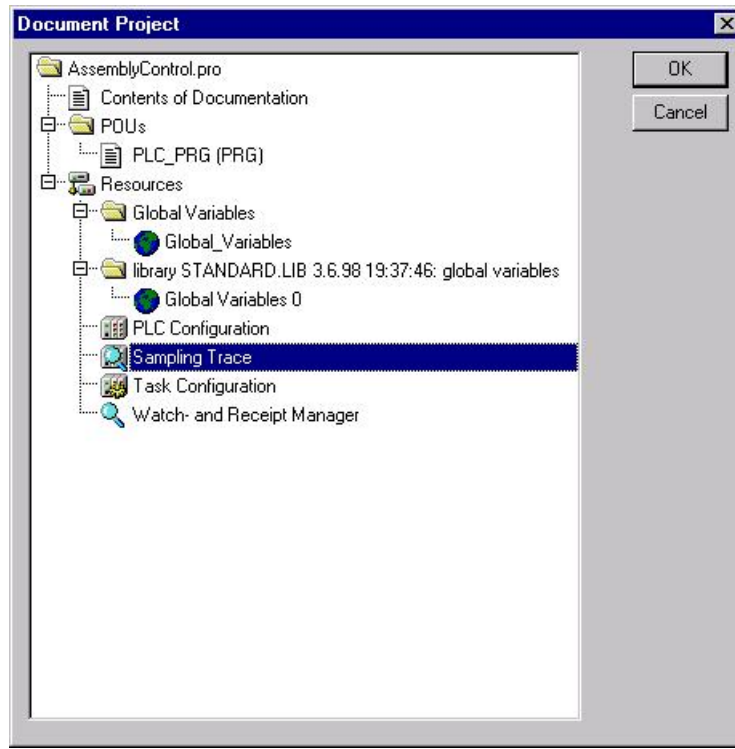 Document Project
AssemblyControl.pro
Contents of Documentation
POUs
PLC_PRG (PRG)
Resources
Global Variables
Global_Variables
library STANDARD.LIB 3.6.98 19:37:46: global variables
Global Variables 0
PLC Configuration
Sampling Trace
Task Configuration
Watch- and Receipt Manager
OK
Cancel